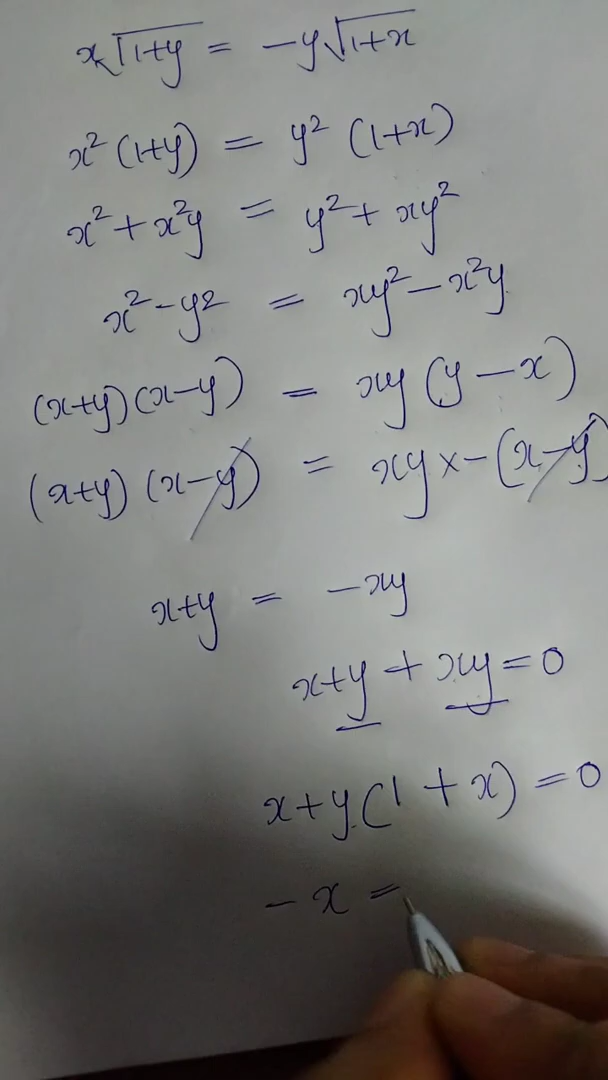 x√1+y = -y√1+x
x² (1+y) = y² (1+x)
x² + x²y = y² + xy²
x² - y² = xy² - x²y
(x+y) (x-y) = xy (y - x)
(x+y) (x-y) = xy × - (x-y)
x+y = -xy
x+y + xy = 0
x+y (1 + x) = 0
- x =